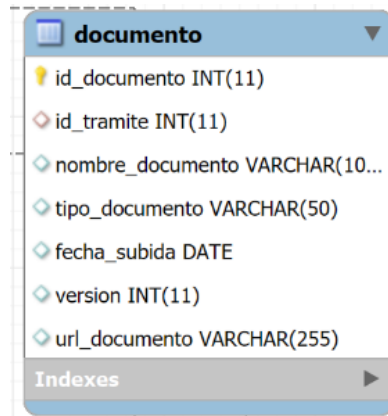 documento
id_documento INT(11)
id_tramite INT(11)
nombre_documento VARCHAR(10...
tipo_documento VARCHAR(50)
fecha_subida DATE
version INT(11)
url_documento VARCHAR(255)
Indexes